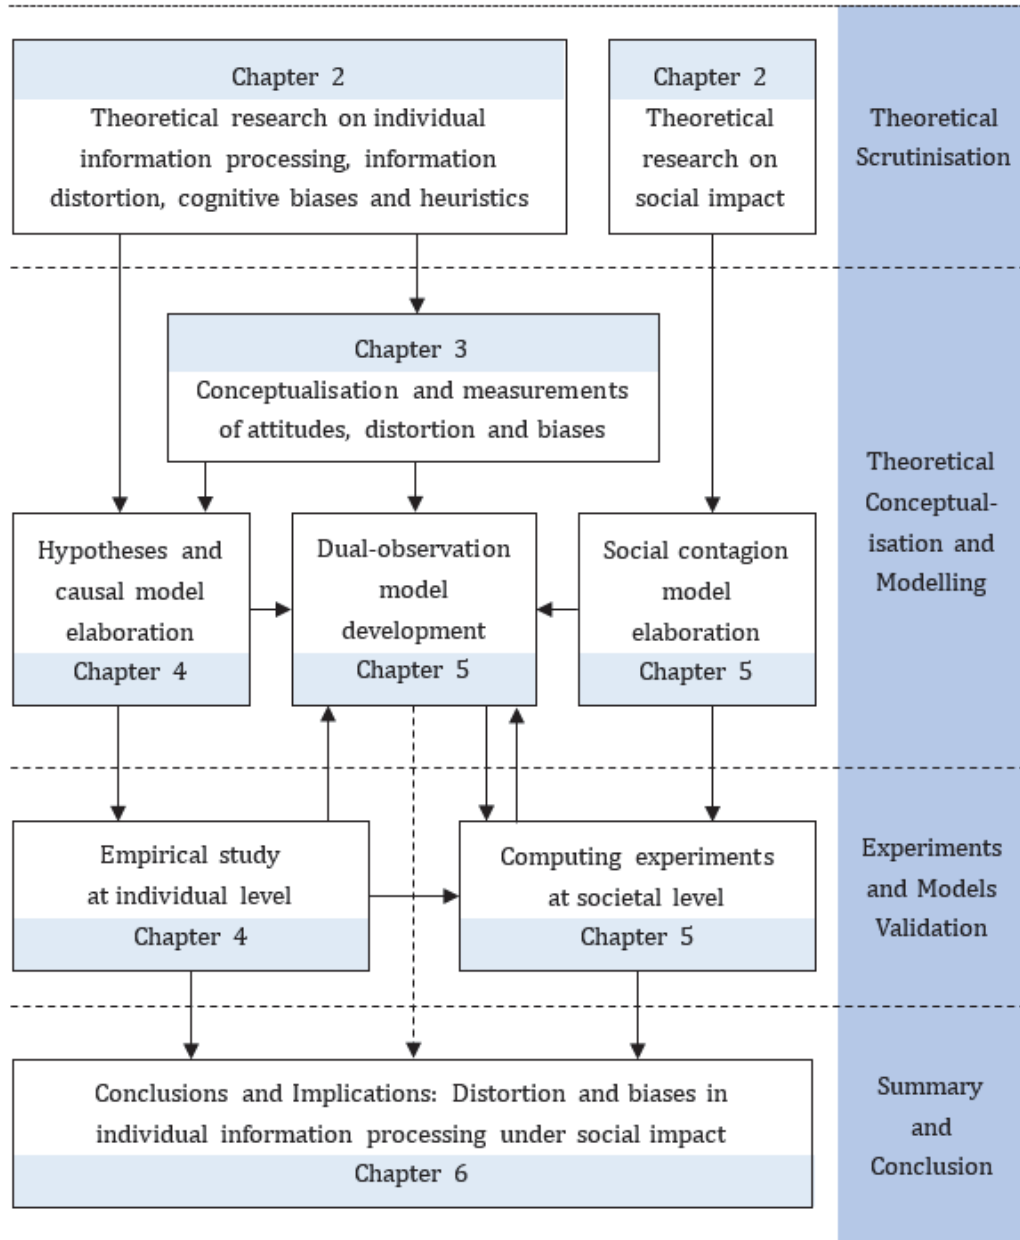 Chapter 2
Theoretical research on individual
information processing, information
distortion, cognitive biases and heuristics
Chapter 2
Theoretical
research on
social impact
Theoretical
Scrutinisation
Chapter 3
Conceptualisation and measurements
of attitudes, distortion and biases
Hypotheses and
causal model
elaboration
Chapter 4
Dual-observation
model
development
Chapter 5
Social contagion
model
elaboration
Chapter 5
Theoretical
Conceptual-
isation and
Modelling
Empirical study
at individual level
Chapter 4
Computing experiments
at societal level
Chapter 5
Experiments
and Models
Validation
Conclusions and Implications: Distortion and biases in
individual information processing under social impact
Chapter 6
Summary
and
Conclusion